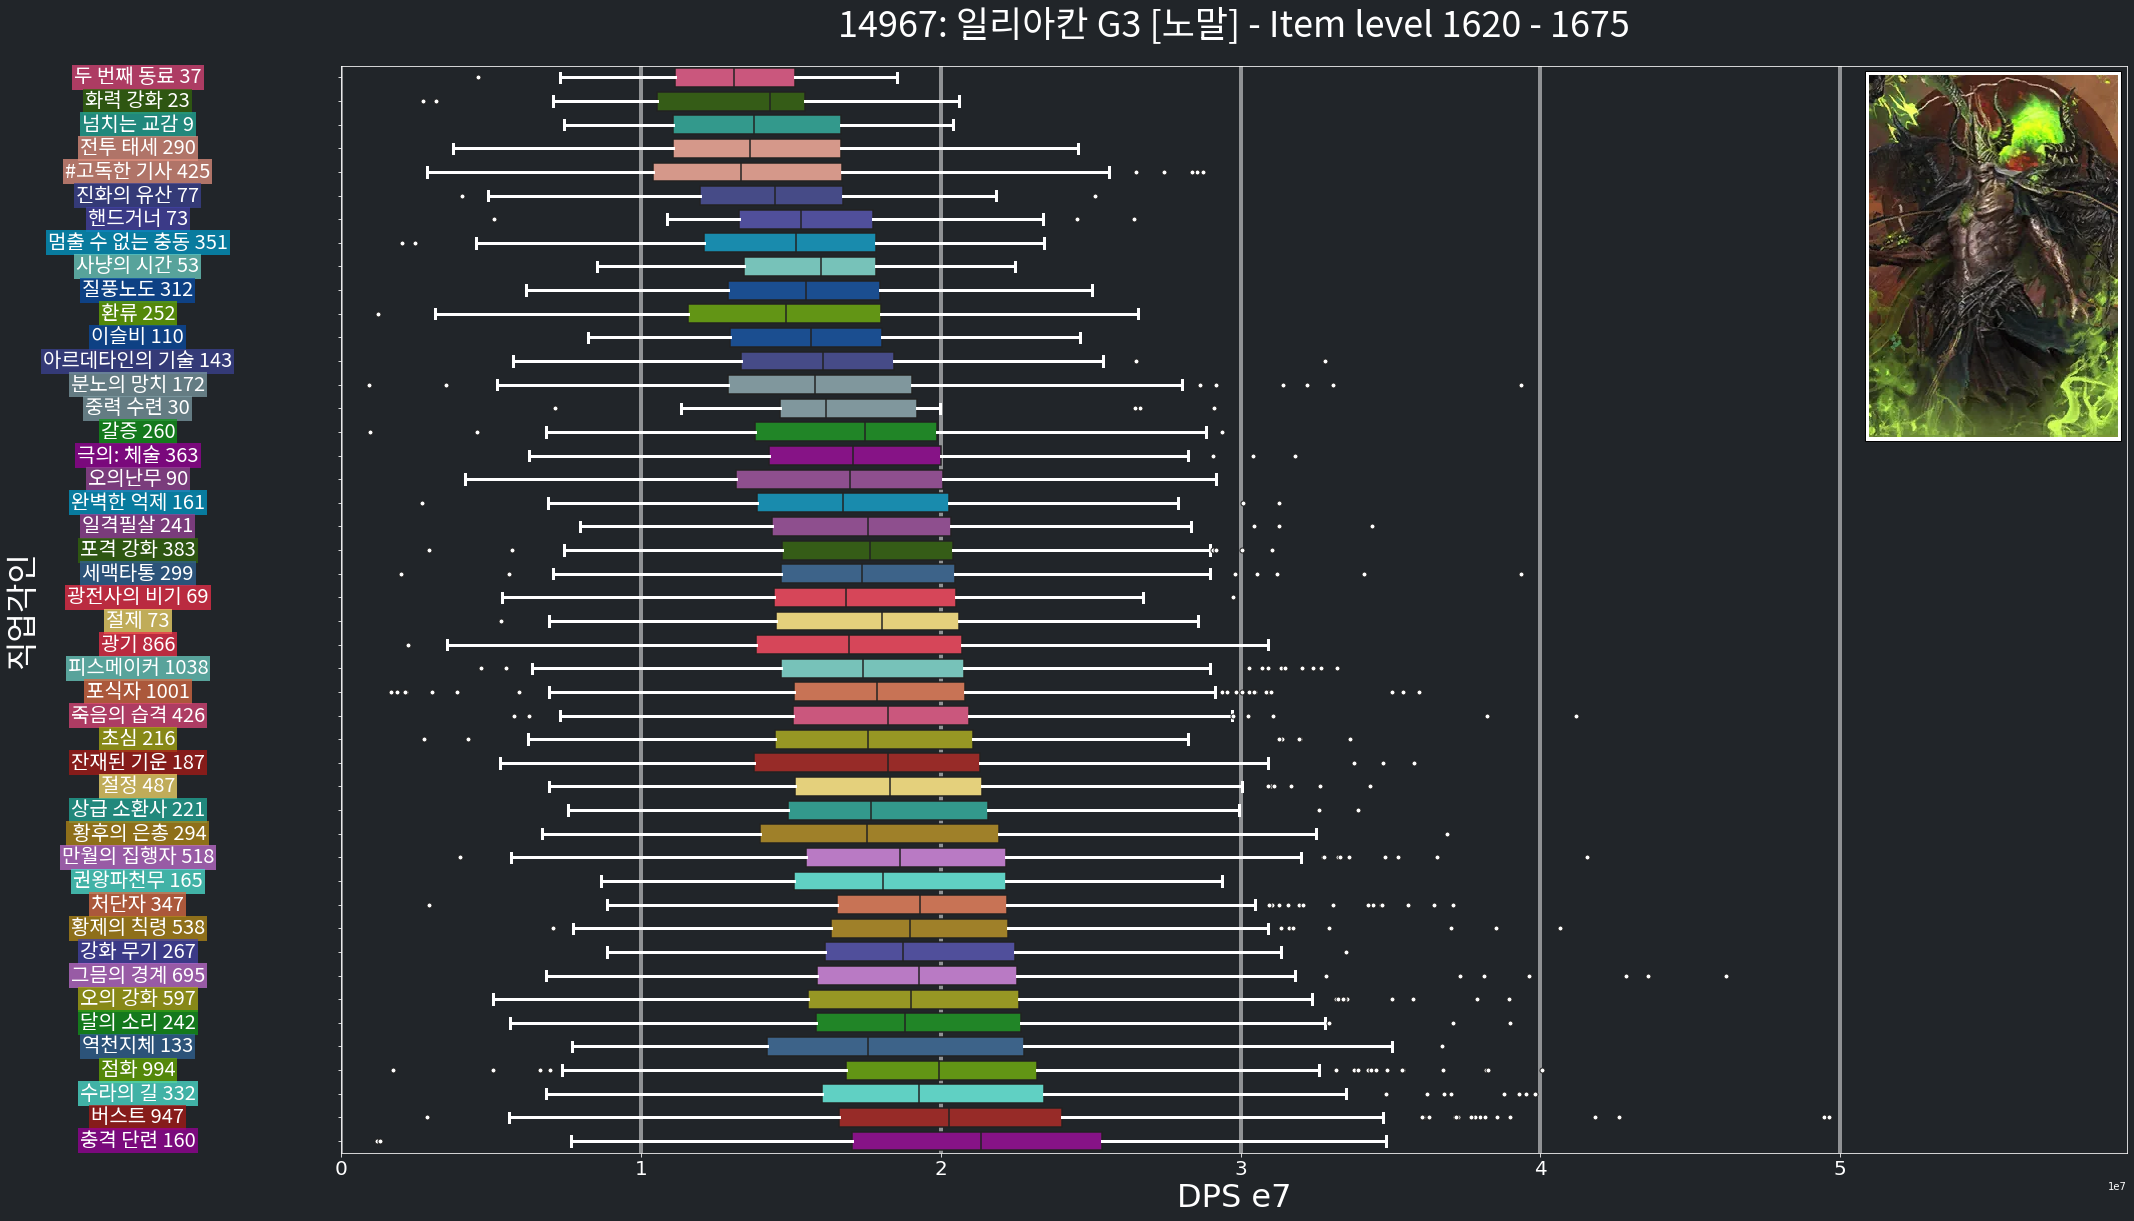 14967: 일리아칸 G3 [노말] - Item level 1620 - 1675
직업각인
두 번째 동료 37
화력 강화 23
넘치는 교감 9
전투 태세 290
#고독한 기사 425
진화의 유산 77
핸드거너 73
멈출 수 없는 충동 351
사냥의 시간 53
질풍노도 312
환류 252
이슬비 110
아르데타인의 기술 143
분노의 망치 172
중력 수련 30
갈증 260
극의: 체술 363
오의난무 90
완벽한 억제 161
일격필살 241
포격 강화 383
세맥타통 299
광전사의 비기 69
절제 73
광기 866
피스메이커 1038
포식자 1001
죽음의 습격 426
초심 216
잔재된 기운 187
절정 487
상급 소환사 221
황후의 은총 294
만월의 집행자 518
권왕파천무 165
처단자 347
황제의 칙령 538
강화 무기 267
그믐의 경계 695
오의 강화 597
달의 소리 242
역천지체 133
점화 994
수라의 길 332
버스트 947
충격 단련 160
0 1 2 3 4 5
DPS e7
1e7